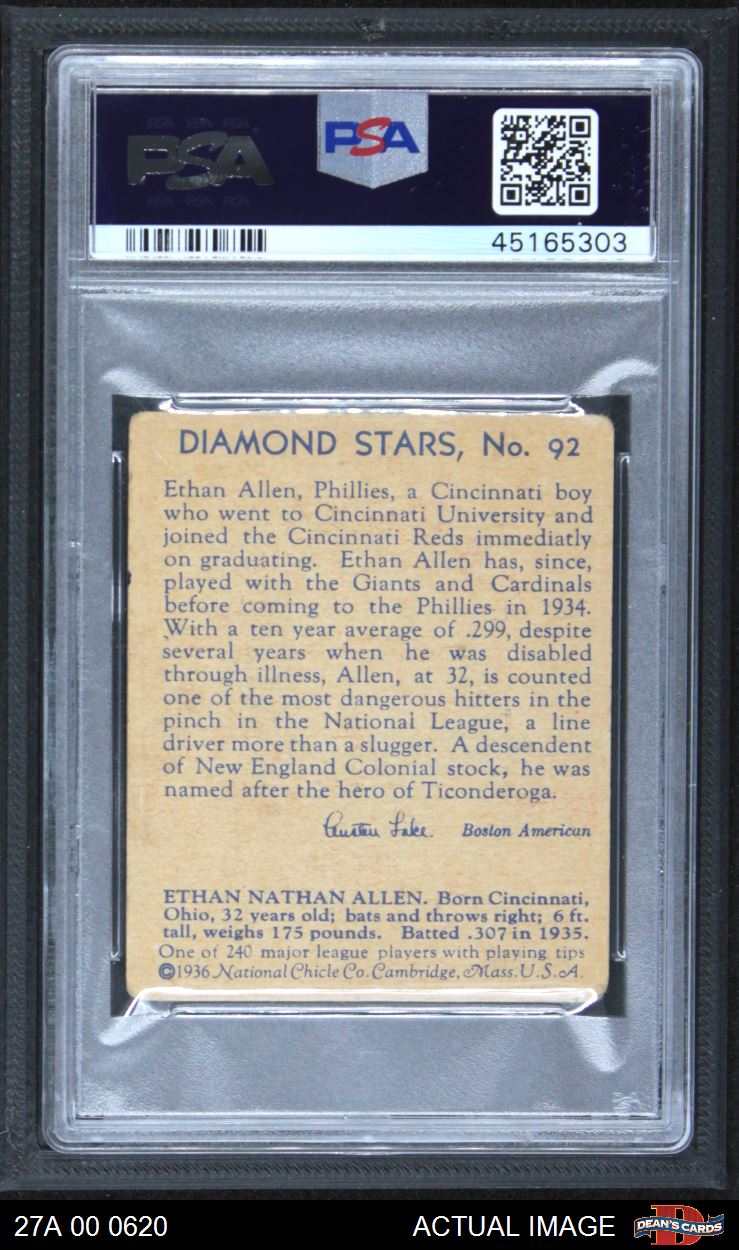 PSA PSA PSA
PSA
PSA PSA PSA
PSA
45165303
DIAMOND STARS, No. 92
Ethan Allen, Phillies, a Cincinnati boy
who went to Cincinnati University and
joined the Cincinnati Reds immediatly
on graduating. Ethan Allen has, since,
played with the Giants and Cardinals
before coming to the Phillies in 1934.
With a ten year average of .299, despite
several years when he was disabled
through illness, Allen, at 32, is counted
one of the most dangerous hitters in the
pinch in the National League, a line
driver more than a slugger. A descendent
of New England Colonial stock, he was
named after the hero of Ticonderoga.
Austen Lake. Boston American
ETHAN NATHAN ALLEN. Born Cincinnati,
Ohio, 32 years old; bats and throws right; 6 ft.
tall, weighs 175 pounds. Batted .307 in 1935.
One of 240 major league players with playing tips
©1936 National Chicle Co. Cambridge, Mass. U.S.A.
27A 00 0620
ACTUAL IMAGE
DEAN'S CARDS